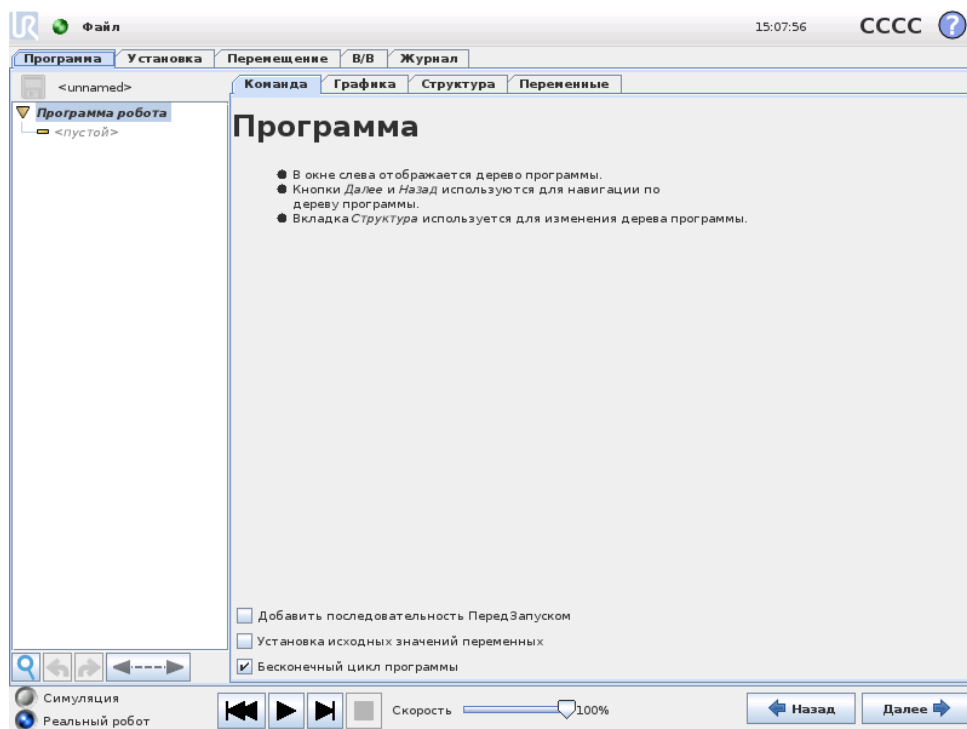 UR Файл 15:07:56 CCCC ?
Программа Установка Перемещение В/В Журнал
<unnamed>
Команда Графика Структура Переменные
Программа робота
<пустой>
Программа
В окне слева отображается дерево программы.
Кнопки Далее и Назад используются для навигации по
дереву программы.
Вкладка Структура используется для изменения дерева программы.
Добавить последовательность ПередЗапуском
Установка исходных значений переменных
Бесконечный цикл программы
Симуляция
Реальный робот
Скорость 100%
Назад Далее